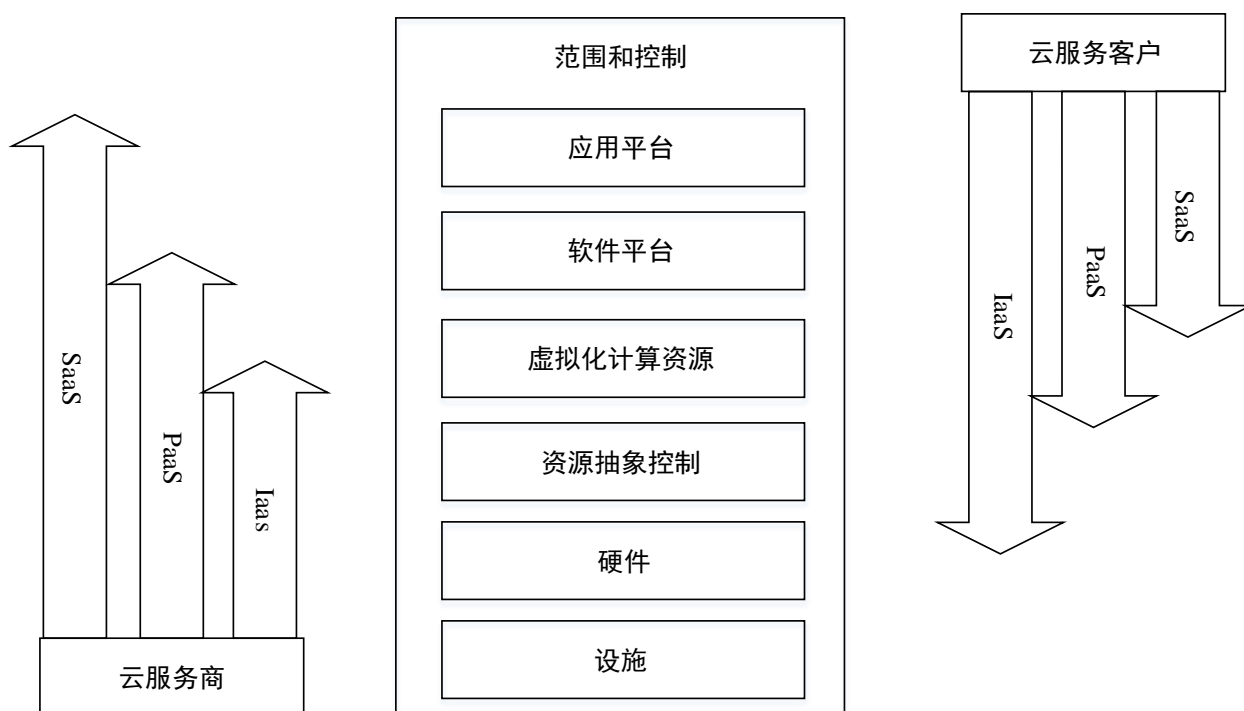 范围和控制
应用平台
软件平台
虚拟化计算资源
资源抽象控制
硬件
设施
SaaS
PaaS
Iaas
云服务商
云服务客户
IaaS
PaaS
SaaS